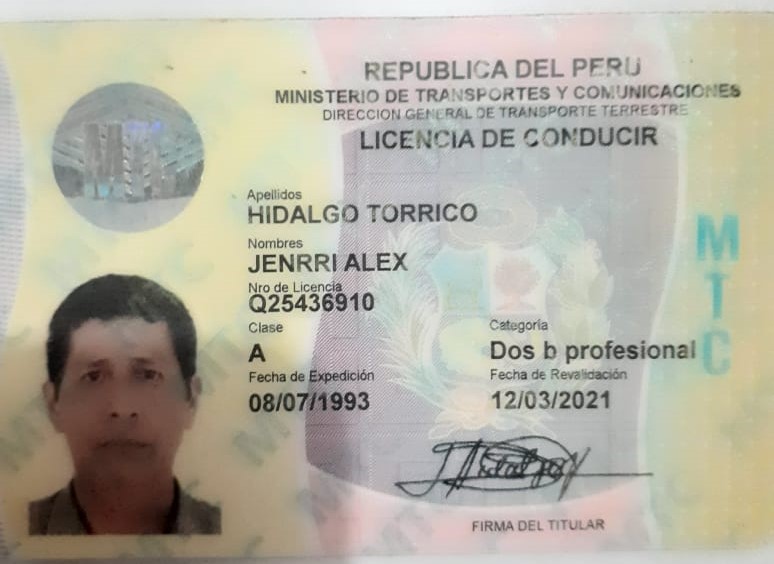 REPUBLICA DEL PERU
MINISTERIO DE TRANSPORTES Y COMUNICACIONES
DIRECCION GENERAL DE TRANSPORTE TERRESTRE
LICENCIA DE CONDUCIR
Apellidos
HIDALGO TORRICO
Nombres
JENRRI ALEX
Nro de Licencia
Q25436910
Clase
A
Categoría
Dos b profesional
Fecha de Expedición
08/07/1993
Fecha de Revalidación
12/03/2021
FIRMA DEL TITULAR
MTC